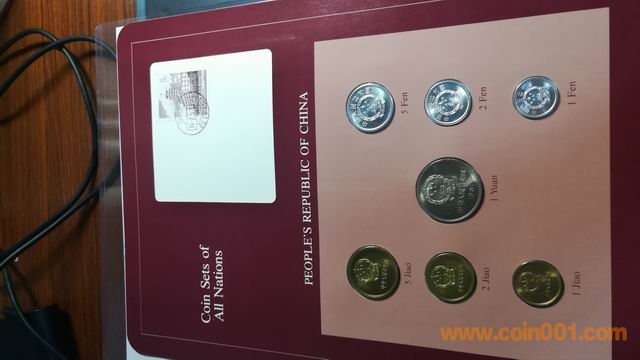 Coin Sets of
All Nations
PEOPLE'S REPUBLIC OF CHINA
5 Fen
2 Fen
1 Fen
1 Yuan
5 Jiao
2 Jiao
1 Jiao
www.coin001.com